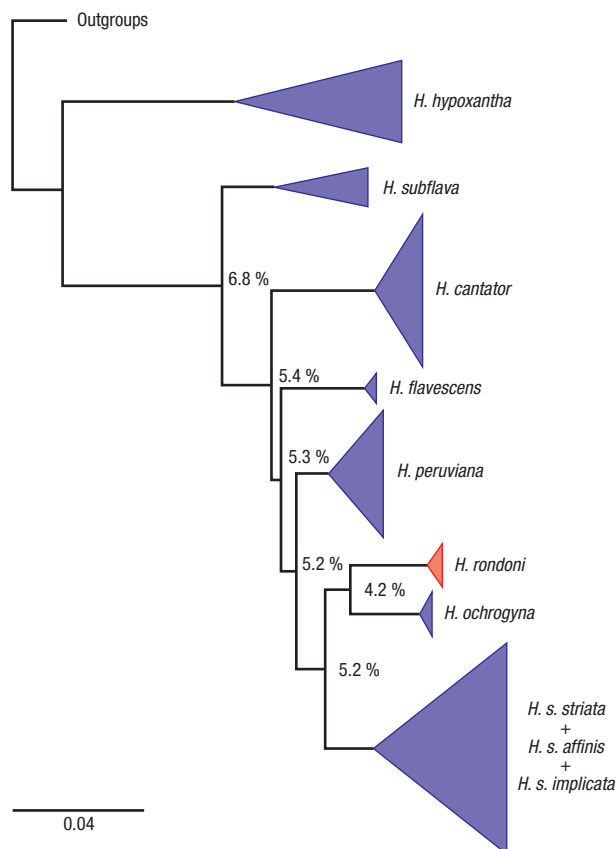 Outgroups
H. hypoxantha
H. subflava
6.8 %
H. cantator
5.4 %
H. flavescens
5.3 %
H. peruviana
5.2 %
H. rondoni
4.2 %
H. ochrogyna
5.2 %
H. s. striata
+
H. s. affinis
+
H. s. implicata
0.04